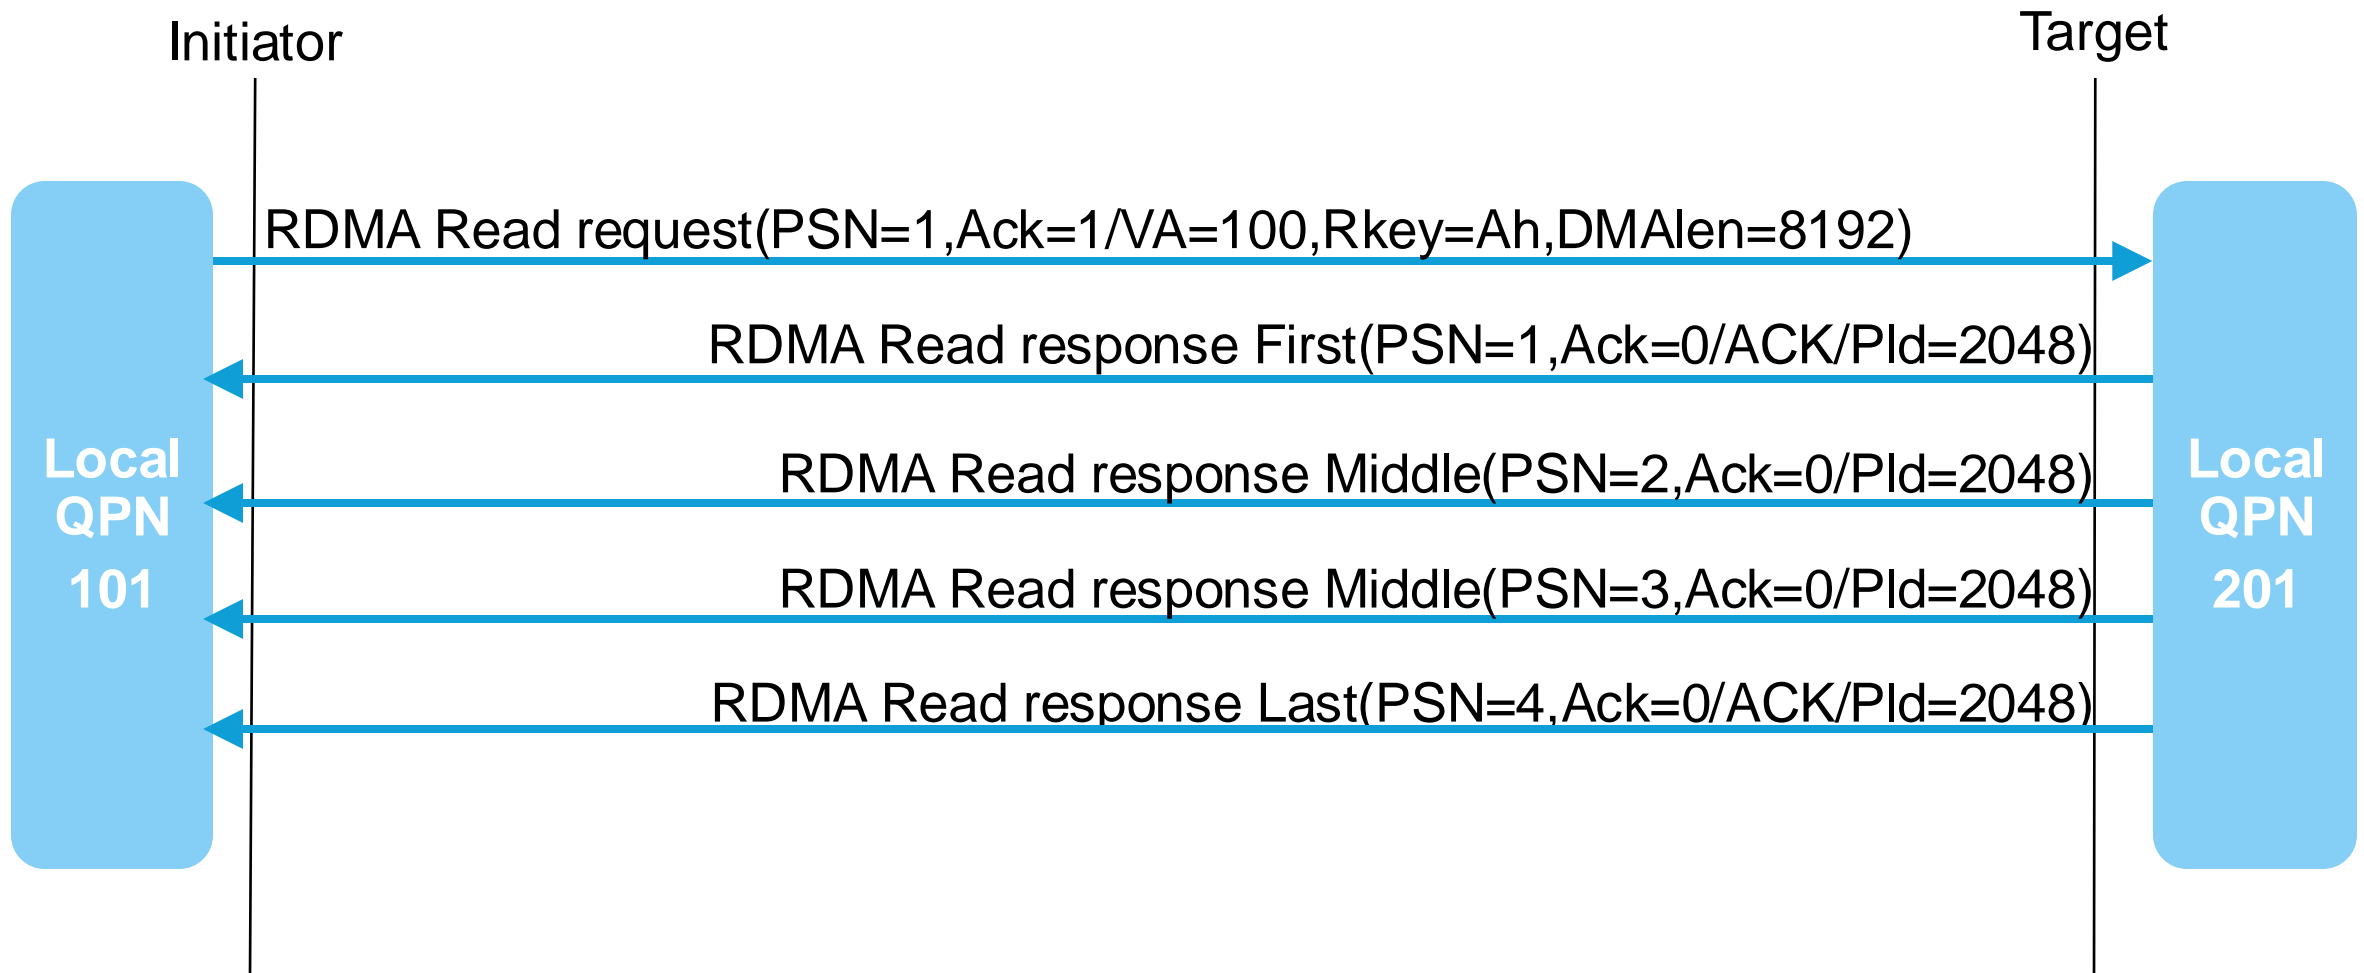 Initiator
Target
RDMA Read request(PSN=1,Ack=1/VA=100,Rkey=Ah,DMAlen=8192)
RDMA Read response First(PSN=1,Ack=0/ACK/Pld=2048)
RDMA Read response Middle(PSN=2,Ack=0/Pld=2048)
RDMA Read response Middle(PSN=3,Ack=0/Pld=2048)
RDMA Read response Last(PSN=4,Ack=0/ACK/Pld=2048)
Local
QPN
101
Local
QPN
201